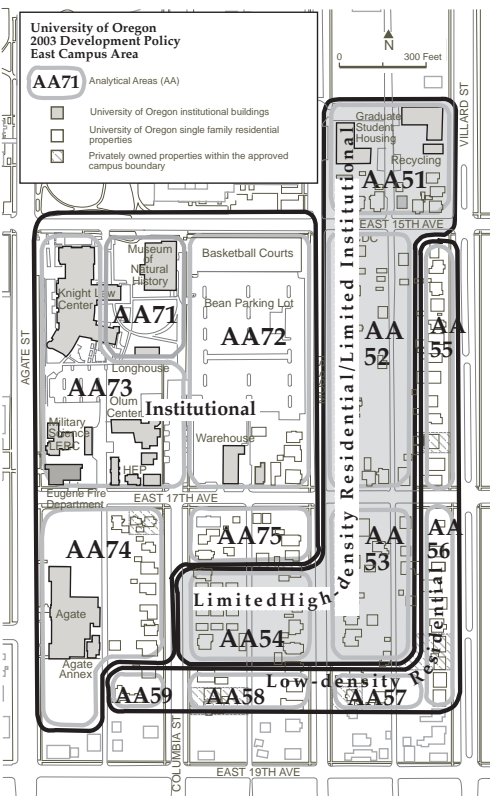 University of Oregon
2003 Development Policy
East Campus Area
AA71
Analytical Areas (AA)
University of Oregon institutional buildings
University of Oregon single family residential
properties
Privately owned properties within the approved
campus boundary
N
0 300 Feet
VILLARD ST
Graduate
Student
Housing
Recycling
AA51
EAST 15TH AVE
AGATE ST
Museum
of
Natural
History
Basketball Courts
Knight Law
Center
Bean Parking Lot
AA71
AA72
AA
52
AA
55
Longhouse
AA73
Olum
Center
Institutional
Military
Science
Warehouse
HEP
Eugene Fire
Department
EAST 17TH AVE
AA74
AA75
AA
53
AA
56
Limited High-density Residential/Limited Institutional
AA54
Agate
Agate
Annex
Low-density Residential
AA59
AA58
AA57
COLUMBIA ST
EAST 19TH AVE